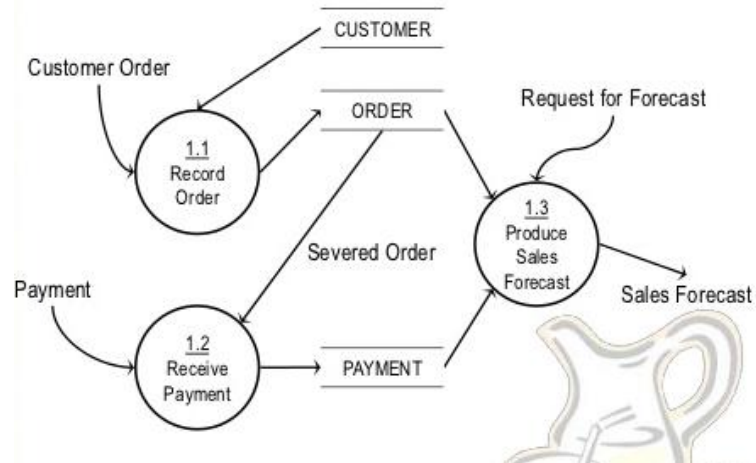 CUSTOMER
Customer Order
ORDER
Request for Forecast
1.1
Record
Order
1.3
Produce
Sales
Forecast
Severed Order
Payment
Sales Forecast
1.2
Receive
Payment
PAYMENT